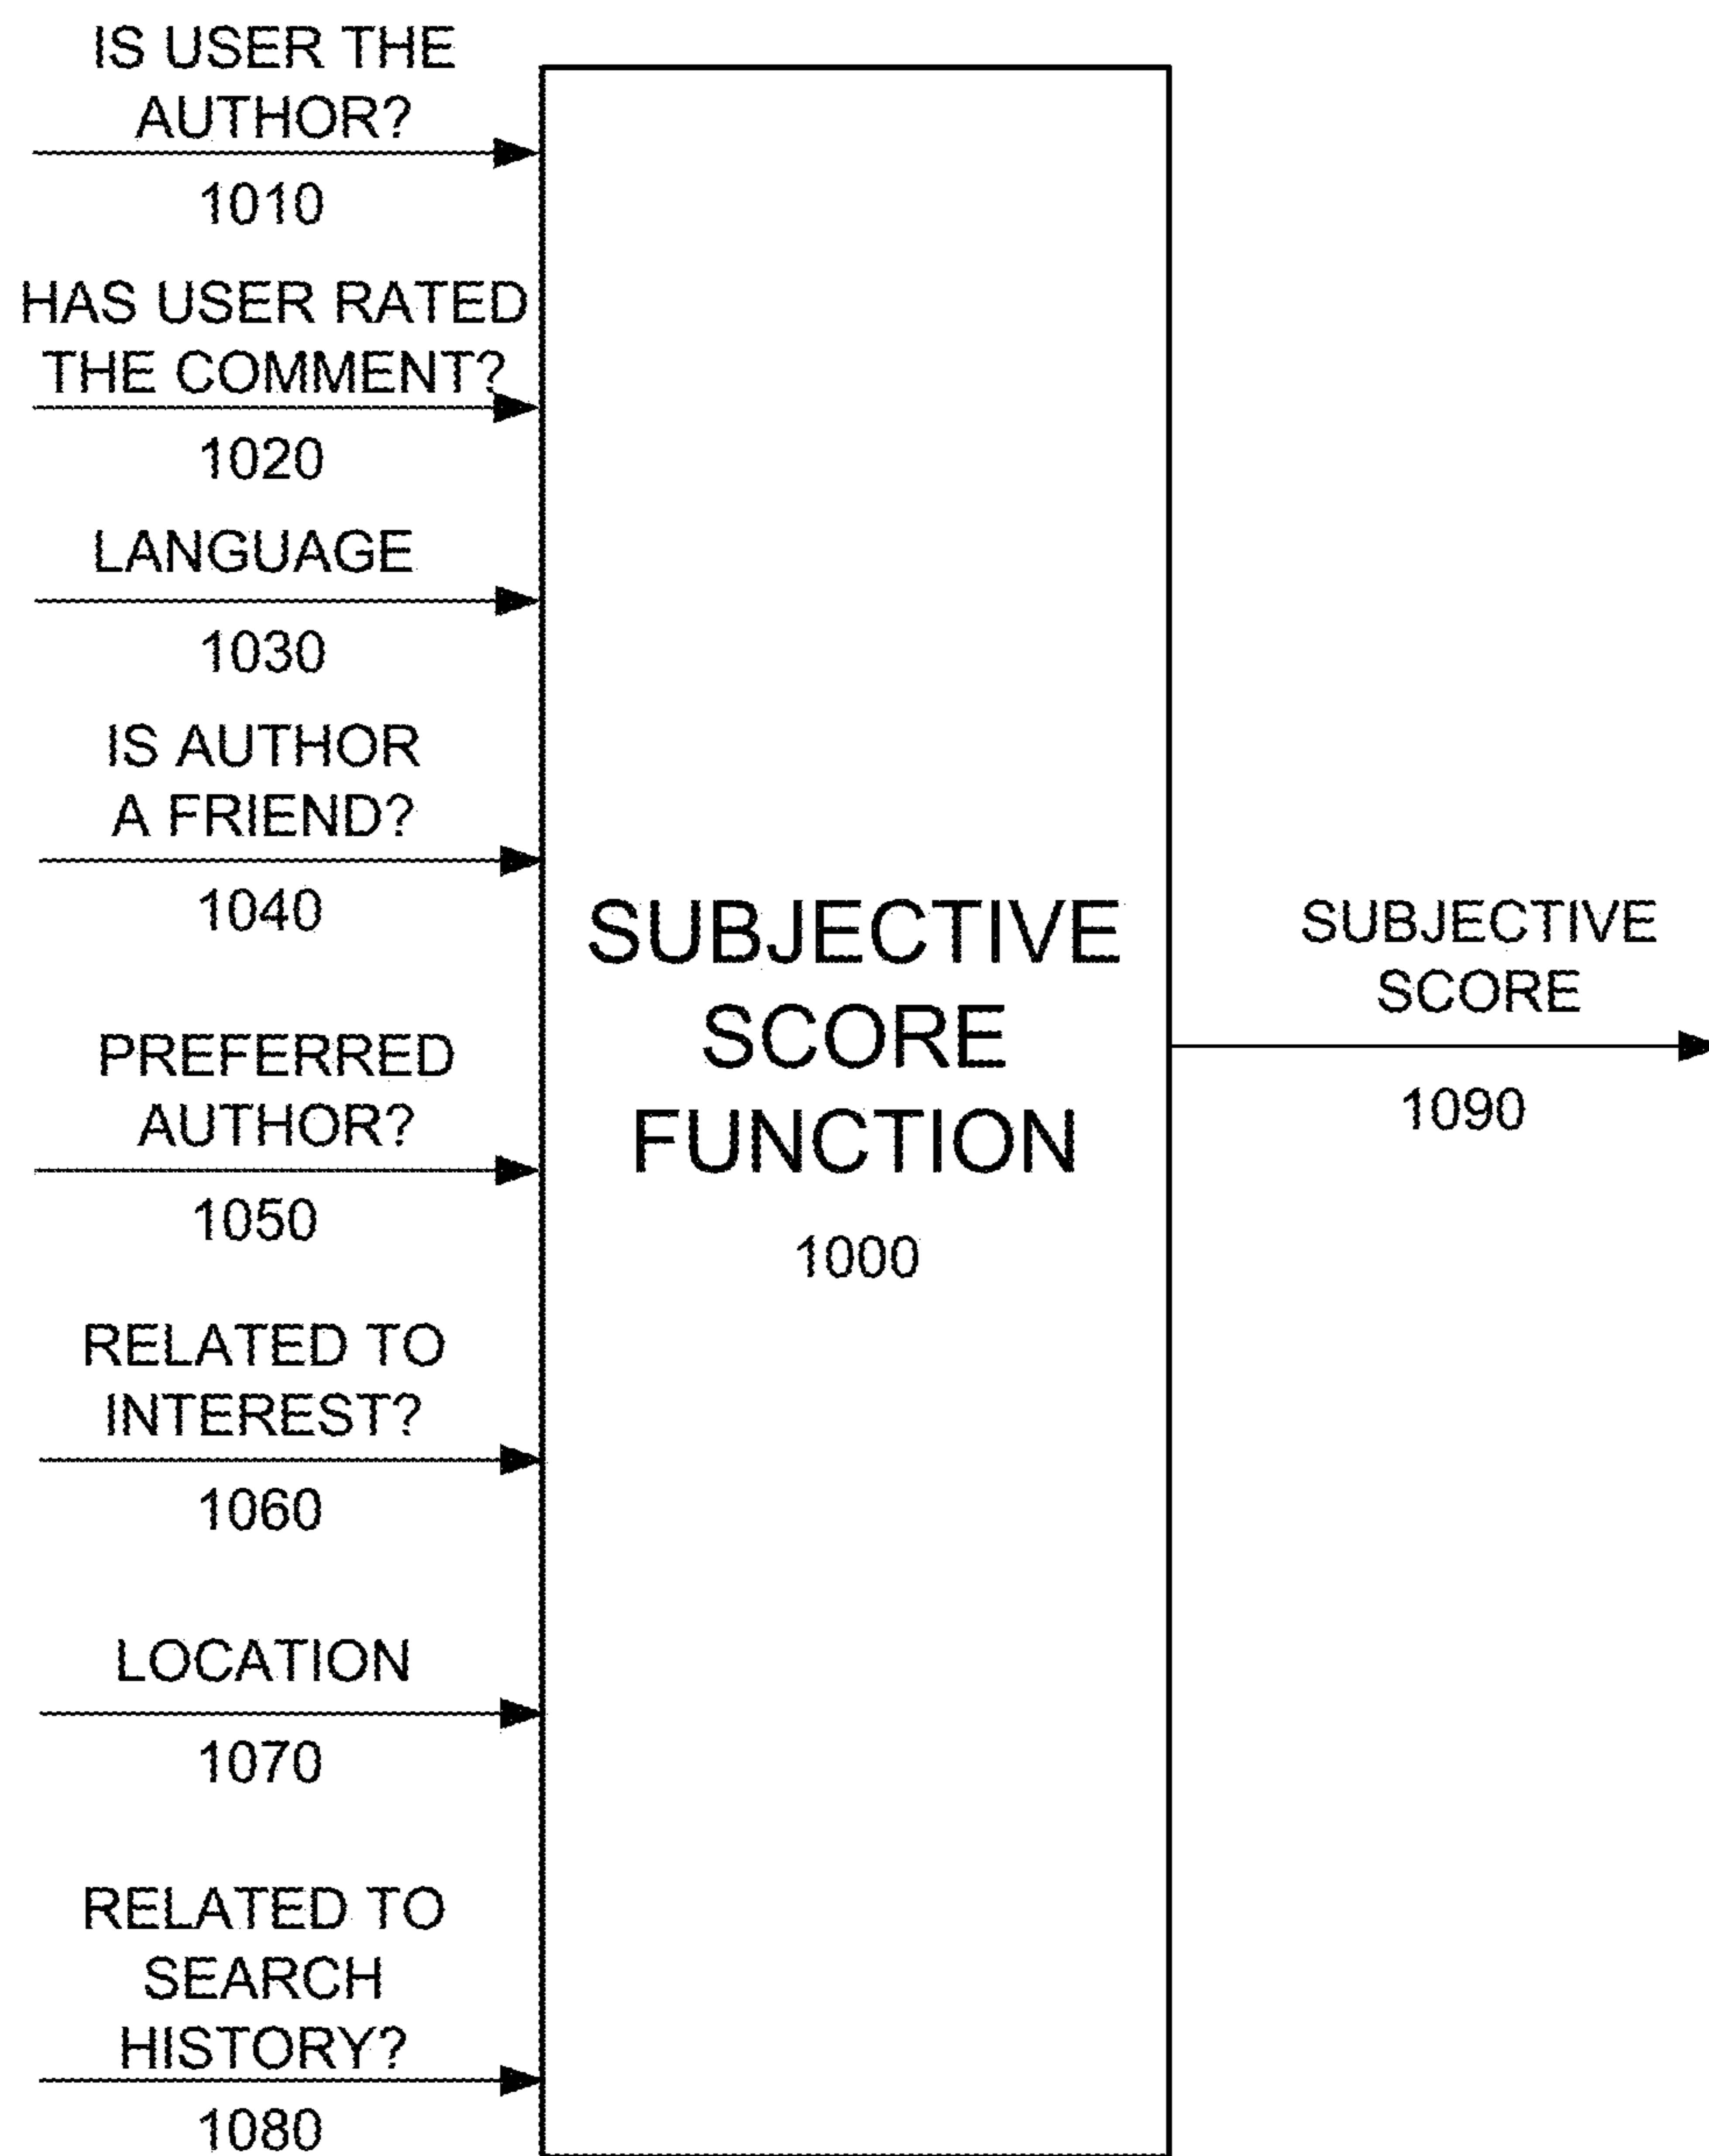 IS USER THE
AUTHOR?
1010
HAS USER RATED
THE COMMENT?
1020
LANGUAGE
1030
IS AUTHOR
A FRIEND?
1040
PREFERRED
AUTHOR?
1050
RELATED TO
INTEREST?
1060
LOCATION
1070
RELATED TO
SEARCH
HISTORY?
1080
SUBJECTIVE
SCORE
FUNCTION
1000
SUBJECTIVE
SCORE
1090